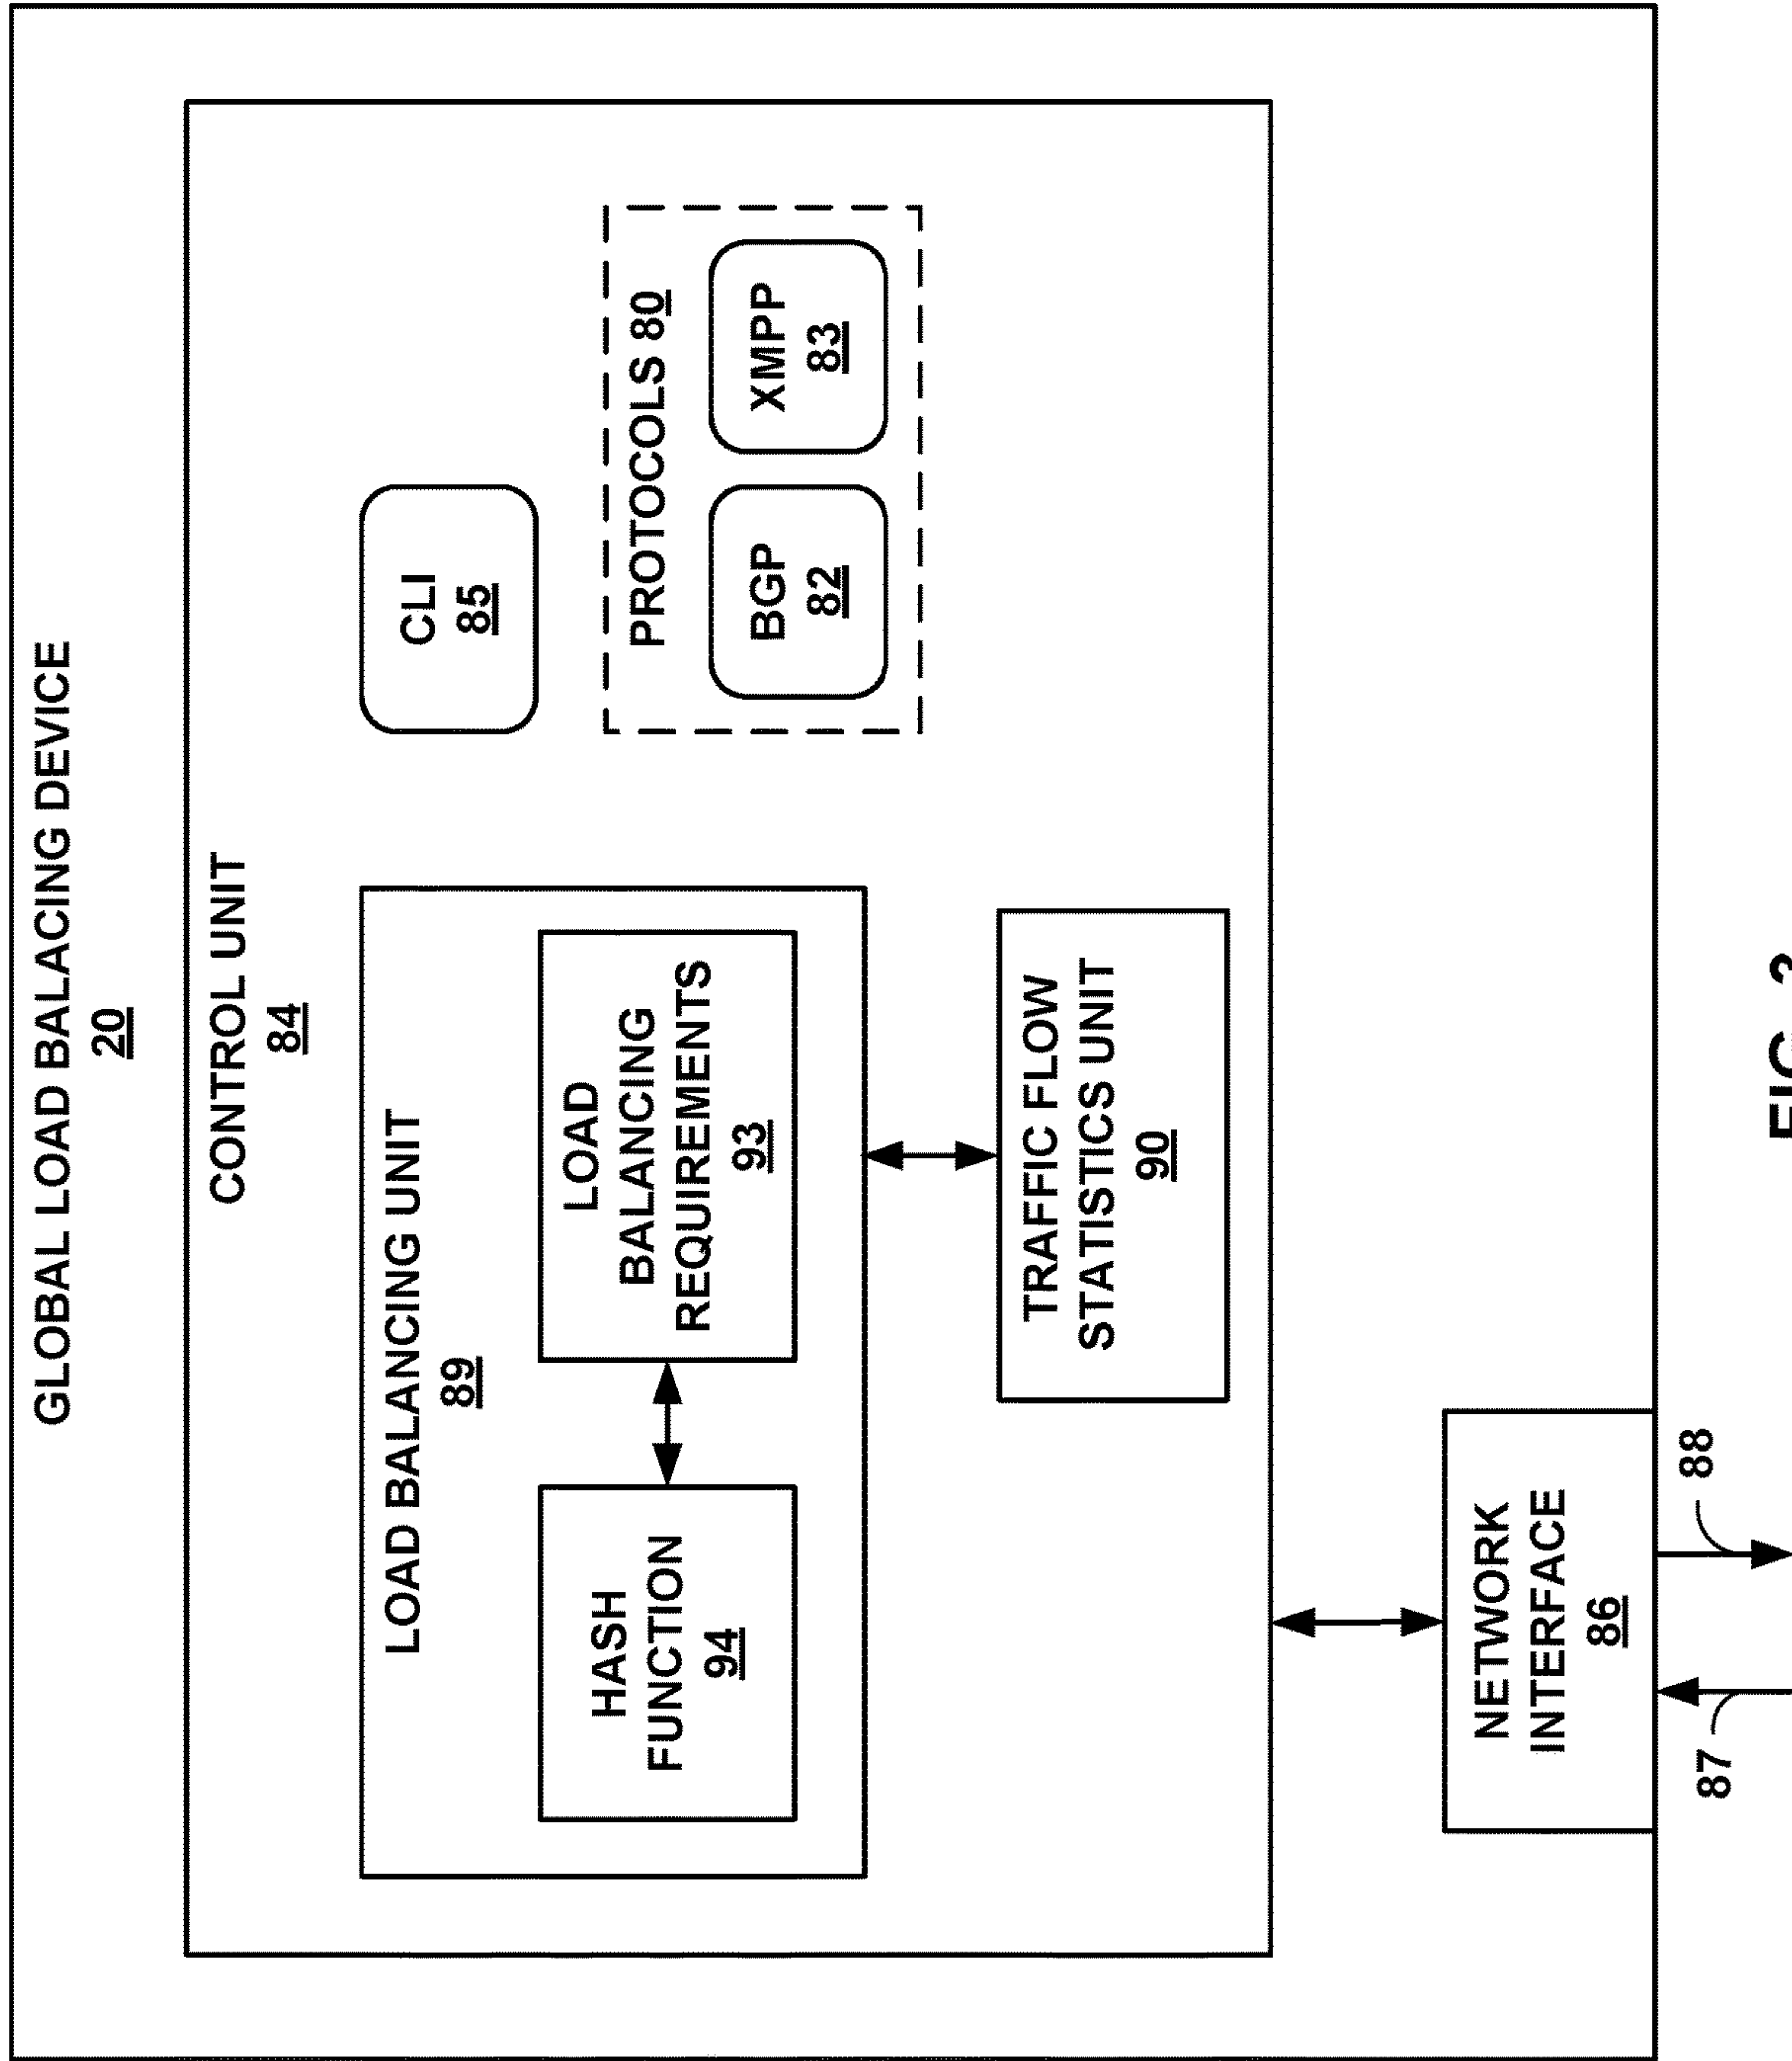 GLOBAL LOAD BALACING DEVICE
20
CONTROL UNIT
84
LOAD BALANCING UNIT
89
HASH
FUNCTION
94
LOAD
BALANCING
REQUIREMENTS
93
CLI
85
PROTOCOLS 80
BGP
82
XMPP
83
TRAFFIC FLOW
STATISTICS UNIT
90
NETWORK
INTERFACE
86
87
88